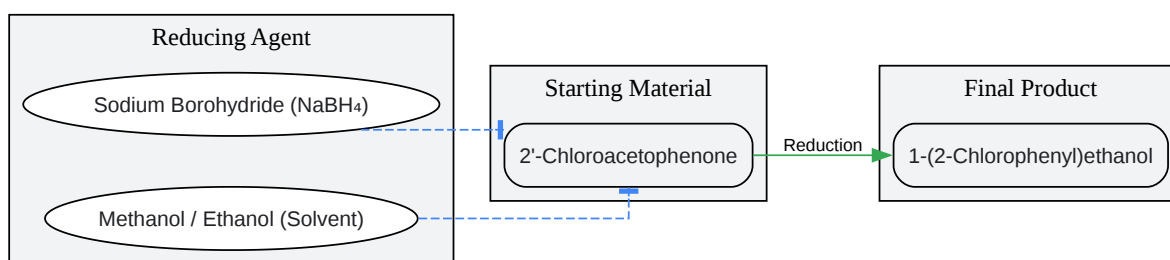 Reducing Agent
Sodium Borohydride (NaBH₄)
Methanol / Ethanol (Solvent)
Starting Material
2'-Chloroacetophenone
Reduction
Final Product
1-(2-Chlorophenyl)ethanol